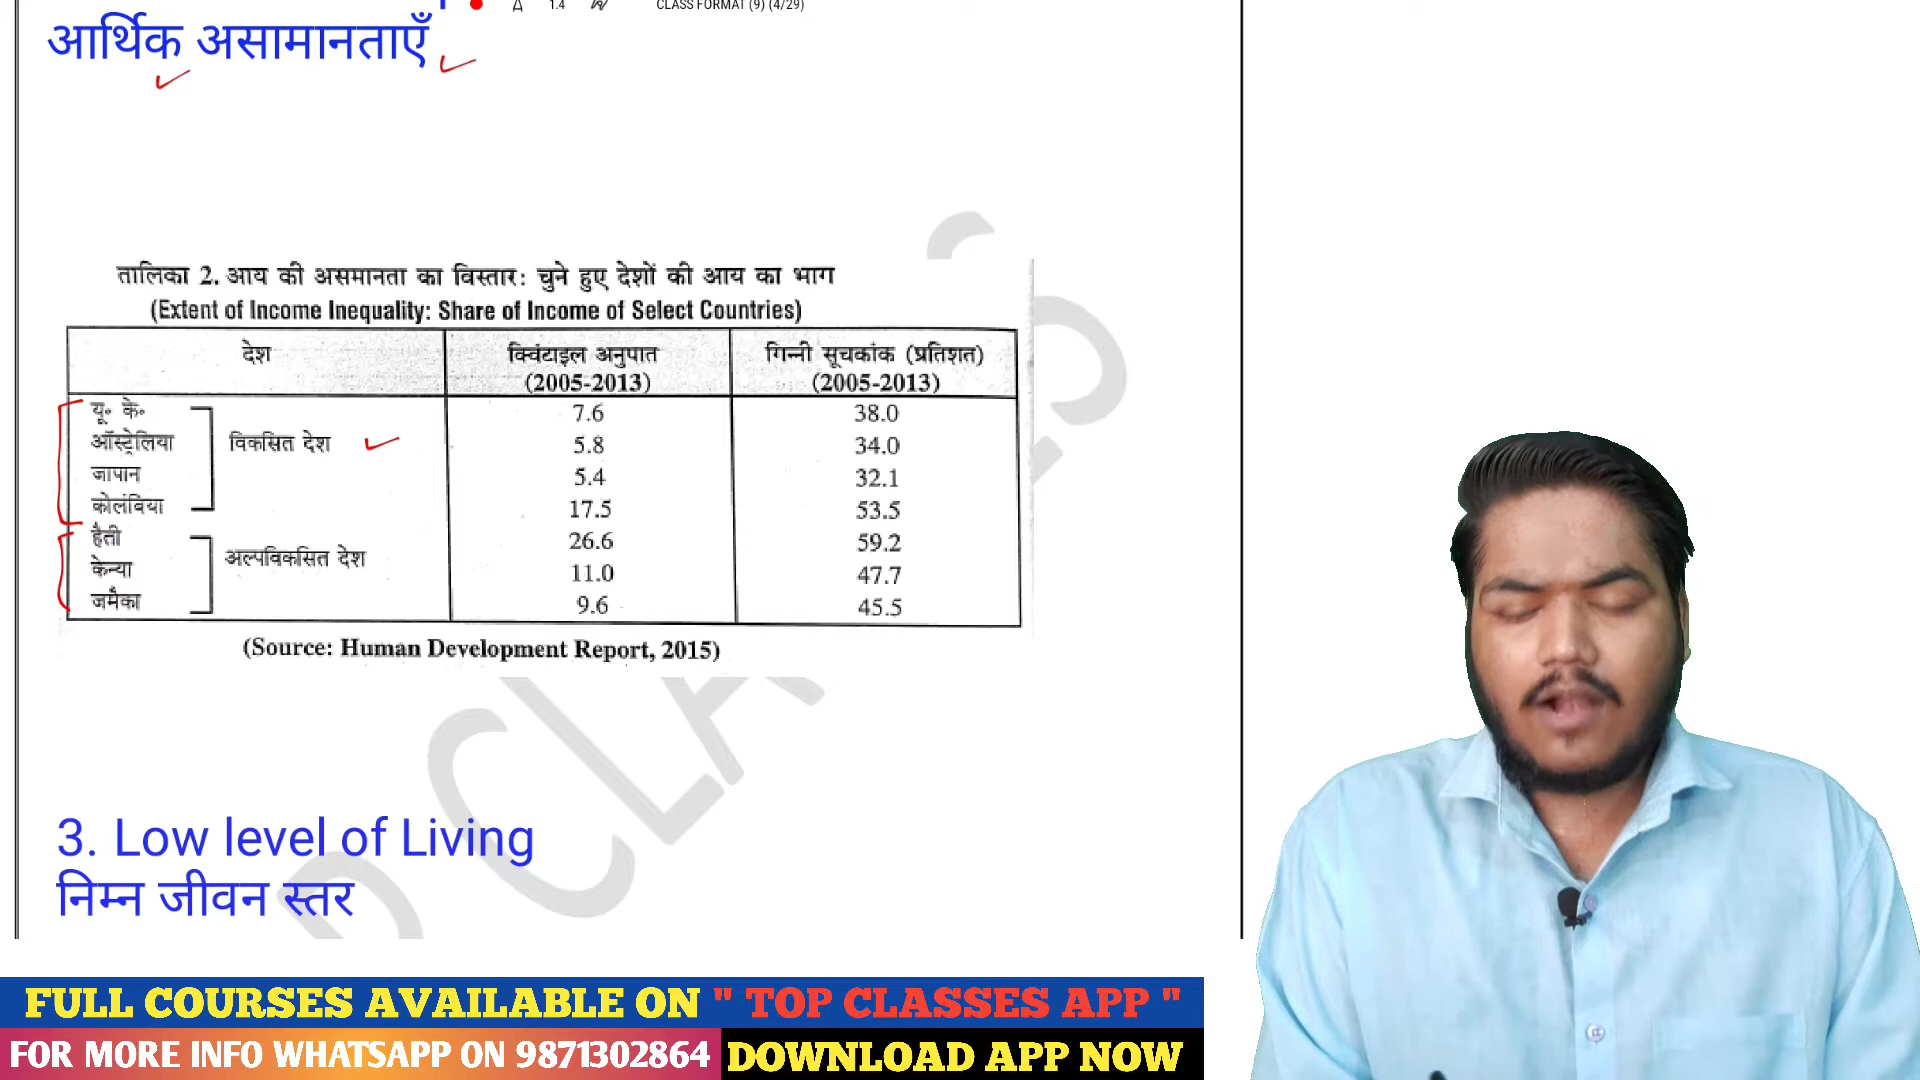 1.4 CLASS FORMAT (9) (4/29)
आर्थिक असामानताएँ
तालिका 2. आय की असमानता का विस्तार: चुने हुए देशों की आय का भाग
(Extent of Income Inequality: Share of Income of Select Countries)
देश क्विंटाइल अनुपात (2005-2013) गिन्नी सूचकांक (प्रतिशत) (2005-2013)
यू॰ के॰ 7.6 38.0
ऑस्ट्रेलिया विकसित देश 5.8 34.0
जापान 5.4 32.1
कोलंबिया 17.5 53.5
हैती 26.6 59.2
केन्या अल्पविकसित देश 11.0 47.7
जमैका 9.6 45.5
(Source: Human Development Report, 2015)
3. Low level of Living
निम्न जीवन स्तर
FULL COURSES AVAILABLE ON " TOP CLASSES APP "
FOR MORE INFO WHATSAPP ON 9871302864 DOWNLOAD APP NOW